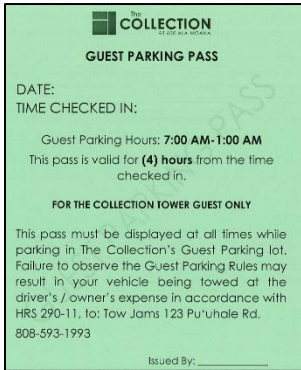 The
COLLECTION
AT 604 ALA MOANA
GUEST PARKING PASS
DATE:
TIME CHECKED IN:
Guest Parking Hours: 7:00 AM-1:00 AM
This pass is valid for (4) hours from the time
checked in.
FOR THE COLLECTION TOWER GUEST ONLY
This pass must be displayed at all times while
parking in The Collection's Guest Parking lot.
Failure to observe the Guest Parking Rules may
result in your vehicle being towed at the
driver's / owner's expense in accordance with
HRS 290-11, to: Tow Jams 123 Pu'uhale Rd.
808-593-1993
Issued By: